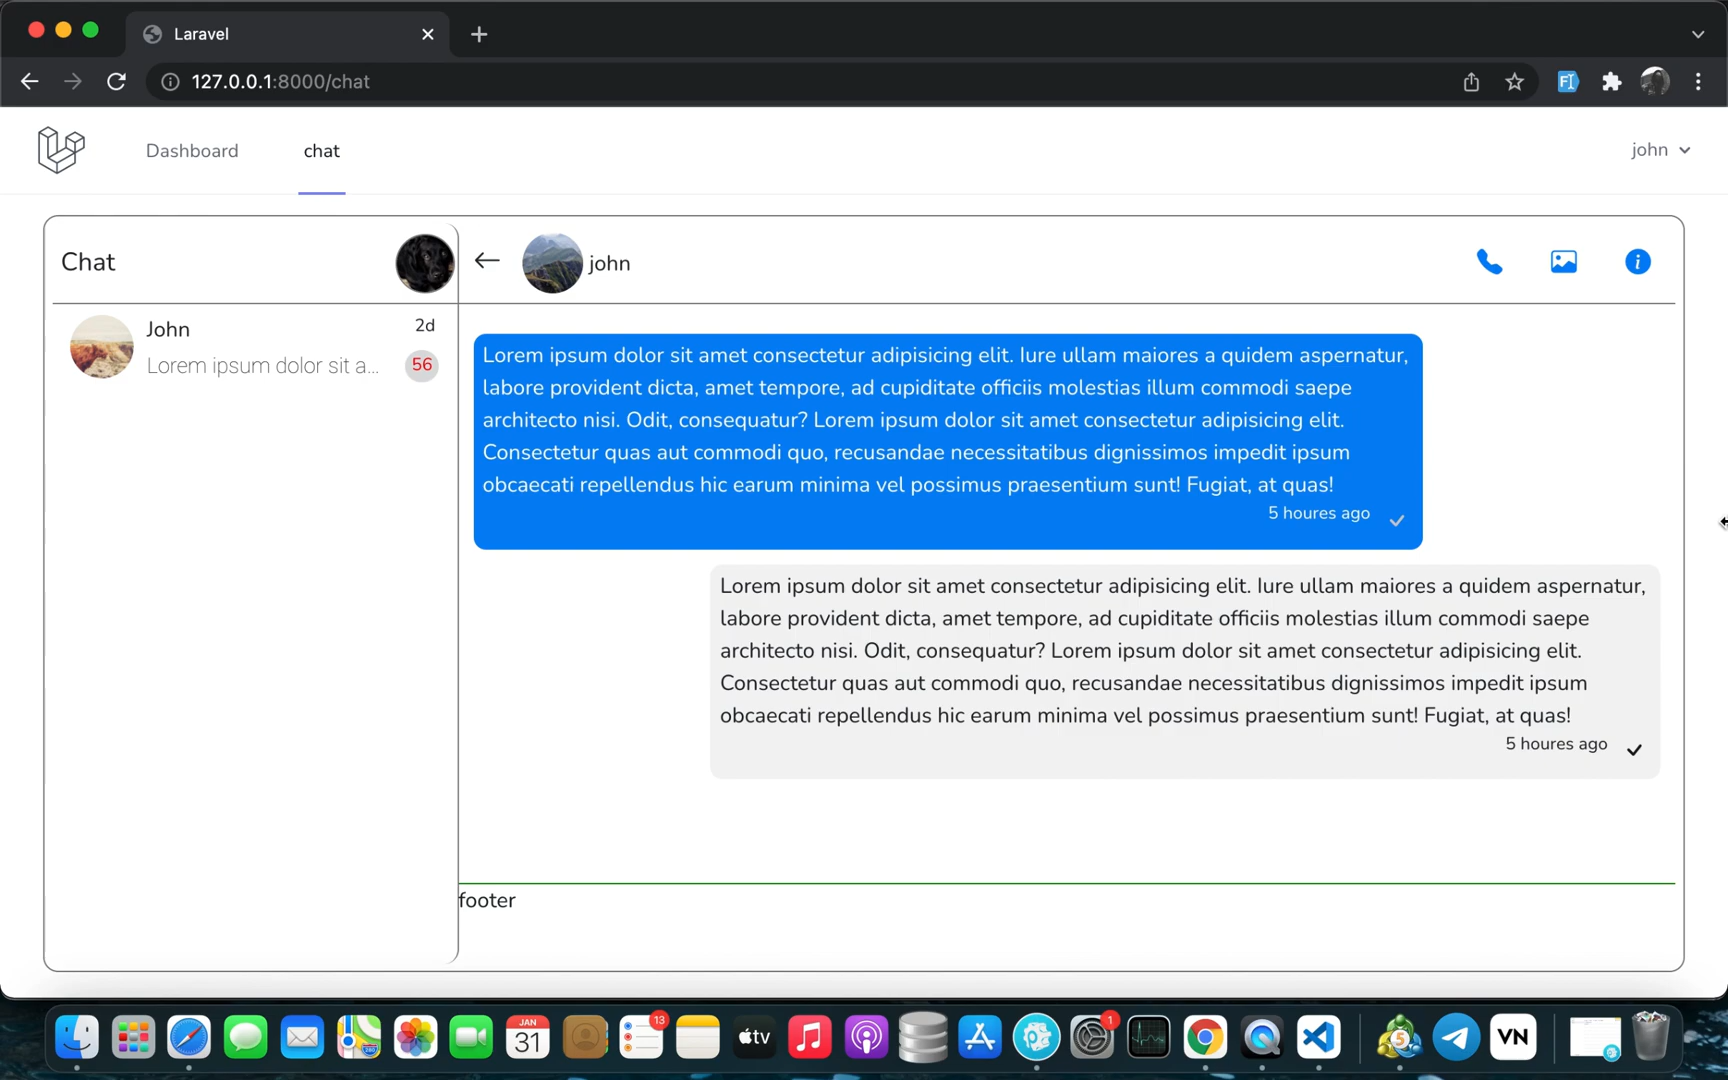 Laravel
127.0.0.1:8000/chat
Dashboard
chat
john
Chat
john
John
2d
Lorem ipsum dolor sit a...
56
Lorem ipsum dolor sit amet consectetur adipisicing elit. Iure ullam maiores a quidem aspernatur,
labore provident dicta, amet tempore, ad cupiditate officiis molestias illum commodi saepe
architecto nisi. Odit, consequatur? Lorem ipsum dolor sit amet consectetur adipisicing elit.
Consectetur quas aut commodi quo, recusandae necessitatibus dignissimos impedit ipsum
obcaecati repellendus hic earum minima vel possimus praesentium sunt! Fugiat, at quas!
5 houres ago
Lorem ipsum dolor sit amet consectetur adipisicing elit. Iure ullam maiores a quidem aspernatur,
labore provident dicta, amet tempore, ad cupiditate officiis molestias illum commodi saepe
architecto nisi. Odit, consequatur? Lorem ipsum dolor sit amet consectetur adipisicing elit.
Consectetur quas aut commodi quo, recusandae necessitatibus dignissimos impedit ipsum
obcaecati repellendus hic earum minima vel possimus praesentium sunt! Fugiat, at quas!
5 houres ago
footer
JAN
31
13
tv
1
5
VN